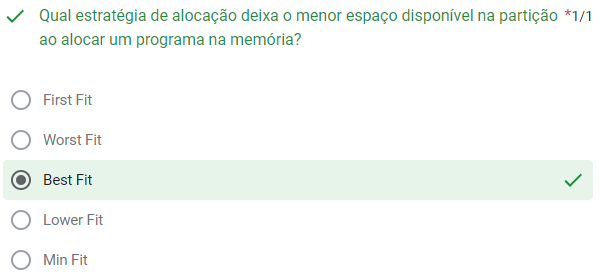 Qual estratégia de alocação deixa o menor espaço disponível na partição *1/1
ao alocar um programa na memória?
First Fit
Worst Fit
Best Fit
Lower Fit
Min Fit